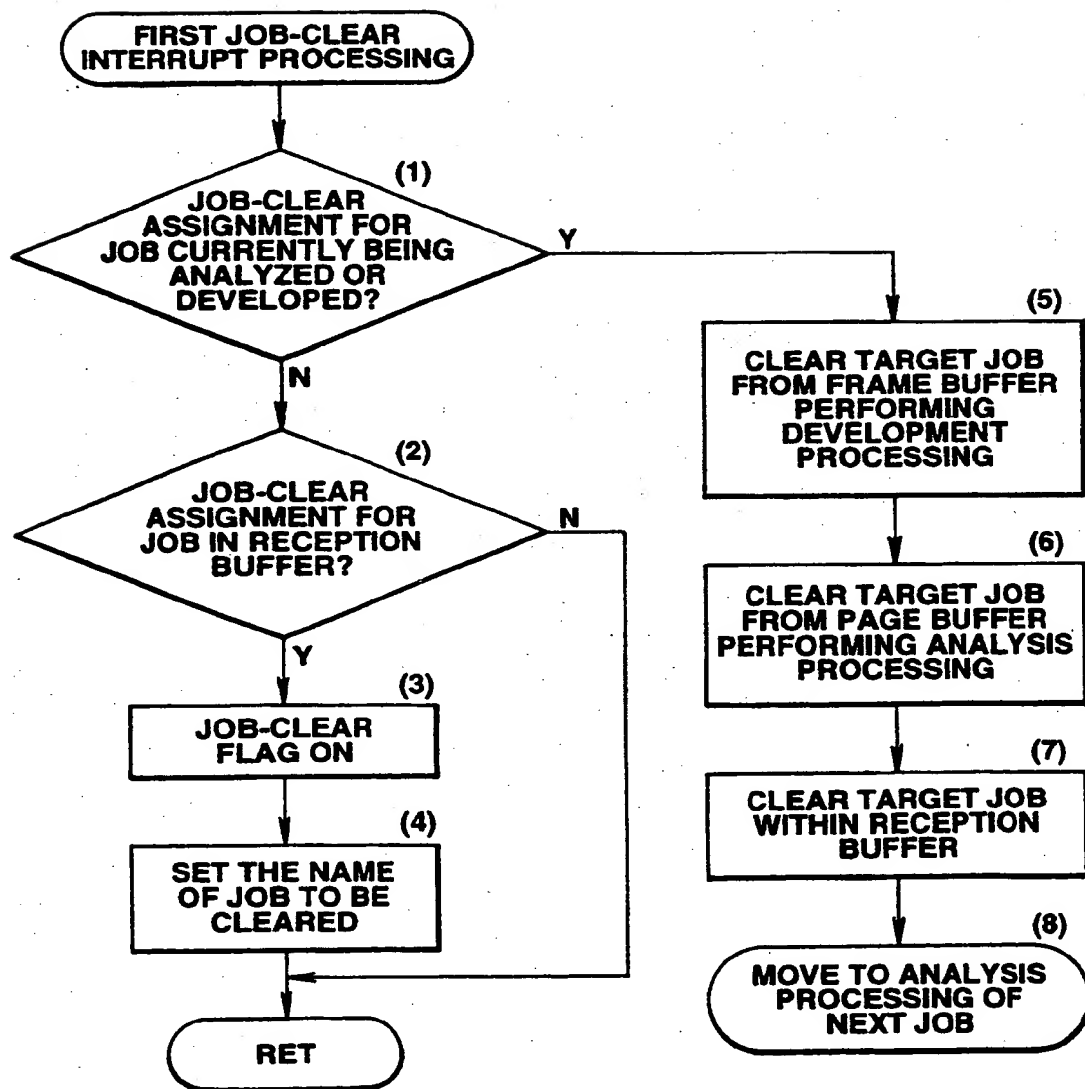 FIRST JOB-CLEAR
INTERRUPT PROCESSING
(1)
JOB-CLEAR
ASSIGNMENT FOR
JOB CURRENTLY BEING
ANALYZED OR
DEVELOPED?
Y
N
(2)
JOB-CLEAR
ASSIGNMENT FOR
JOB IN RECEPTION
BUFFER?
N
Y
(3)
JOB-CLEAR
FLAG ON
(4)
SET THE NAME
OF JOB TO BE
CLEARED
RET
(5)
CLEAR TARGET JOB
FROM FRAME BUFFER
PERFORMING
DEVELOPMENT
PROCESSING
(6)
CLEAR TARGET JOB
FROM PAGE BUFFER
PERFORMING ANALYSIS
PROCESSING
(7)
CLEAR TARGET JOB
WITHIN RECEPTION
BUFFER
(8)
MOVE TO ANALYSIS
PROCESSING OF
NEXT JOB